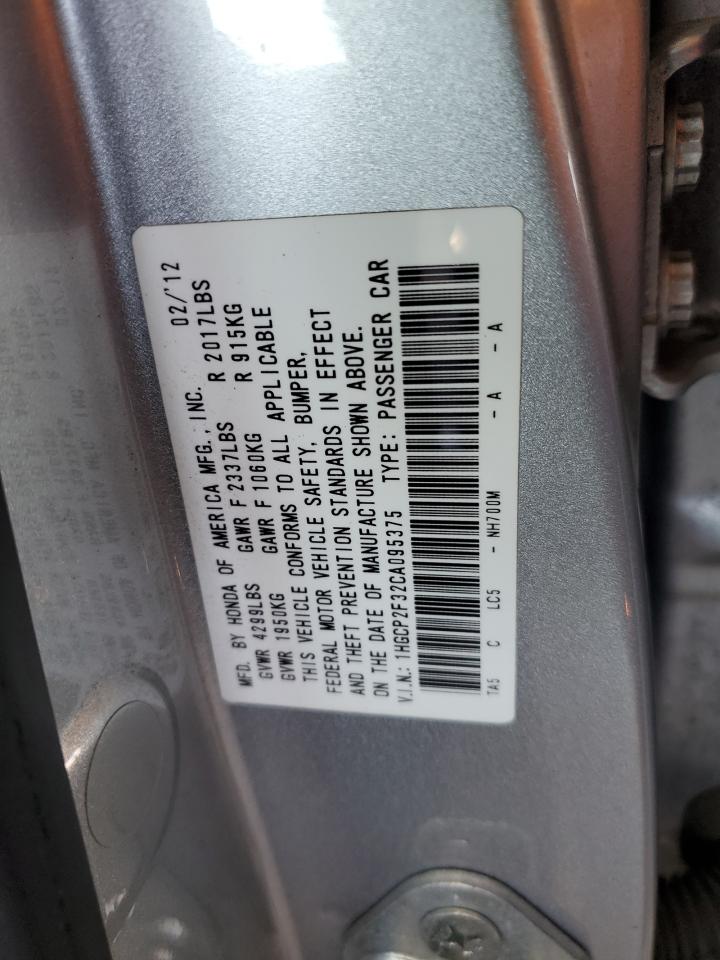 MFD. BY HONDA OF AMERICA MFG., INC. 02/'12
GVWR 4299LBS GAWR F 2337LBS R 2017LBS
GVWR 1950KG GAWR F 1060KG R 915KG
THIS VEHICLE CONFORMS TO ALL APPLICABLE
FEDERAL MOTOR VEHICLE SAFETY, BUMPER,
AND THEFT PREVENTION STANDARDS IN EFFECT
ON THE DATE OF MANUFACTURE SHOWN ABOVE.
V.I.N.: 1HGCP2F32CA095375 TYPE: PASSENGER CAR
TA5 C LC5 - NH700M - A - A